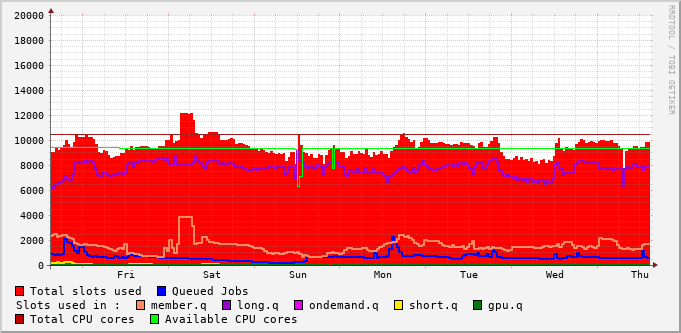 20000
18000
16000
14000
12000
10000
8000
6000
4000
2000
0
Fri Sat Sun Mon Tue Wed Thu
RRDTOOL / TOBI OETIKER
Total slots used Queued Jobs
Slots used in : member.q long.q ondemand.q short.q gpu.q
Total CPU cores Available CPU cores